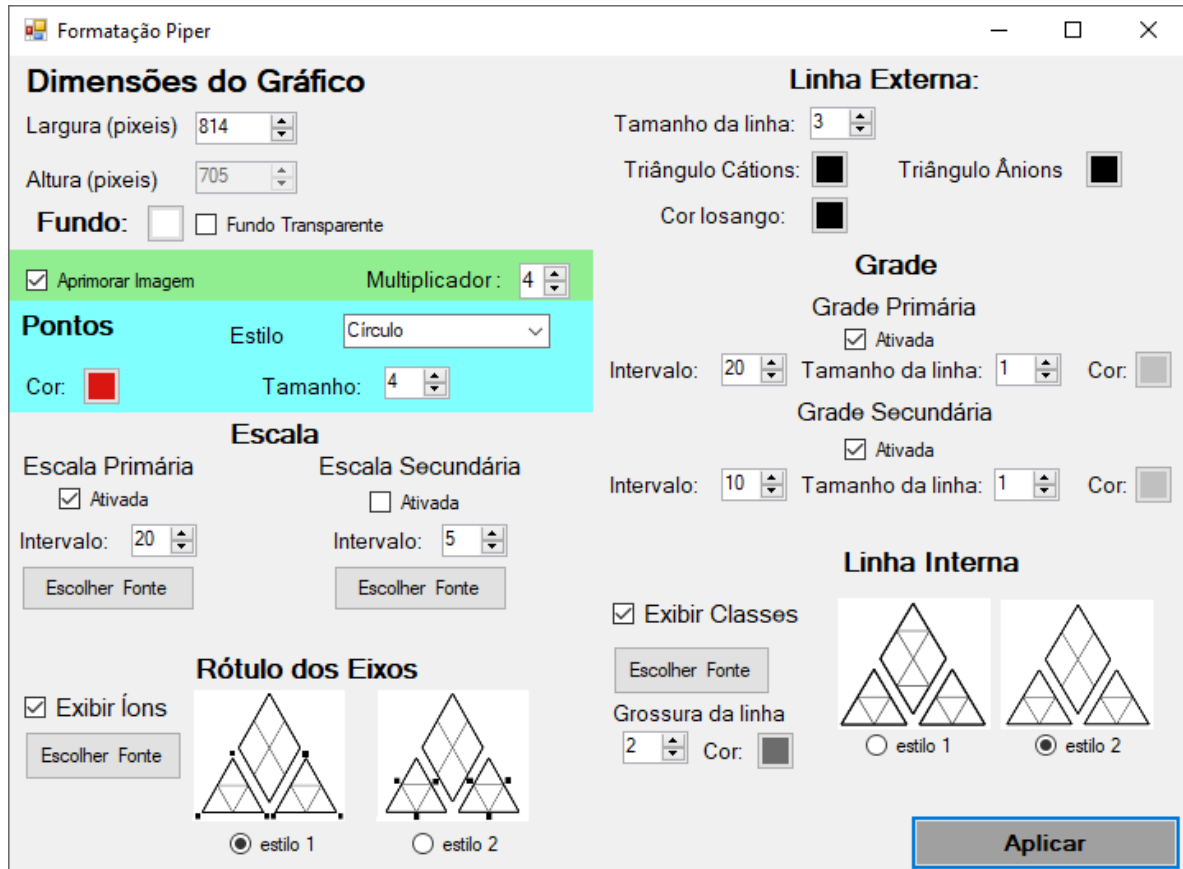 Formatação Piper
Dimensões do Gráfico
Largura (pixeis) 814
Altura (pixeis) 705
Fundo: Fundo Transparente
Aprimorar Imagem Multiplicador : 4
Pontos Estilo Círculo
Cor: Tamanho: 4
Escala
Escala Primária Escala Secundária
Ativada Ativada
Intervalo: 20 Intervalo: 5
Escolher Fonte Escolher Fonte
Rótulo dos Eixos
Exibir Íons
Escolher Fonte
estilo 1 estilo 2
Linha Externa:
Tamanho da linha: 3
Triângulo Cátions: Triângulo Ânions
Cor losango:
Grade
Grade Primária
Ativada
Intervalo: 20 Tamanho da linha: 1 Cor:
Grade Secundária
Ativada
Intervalo: 10 Tamanho da linha: 1 Cor:
Linha Interna
Exibir Classes
Escolher Fonte
Grossura da linha
2 Cor:
estilo 1 estilo 2
Aplicar